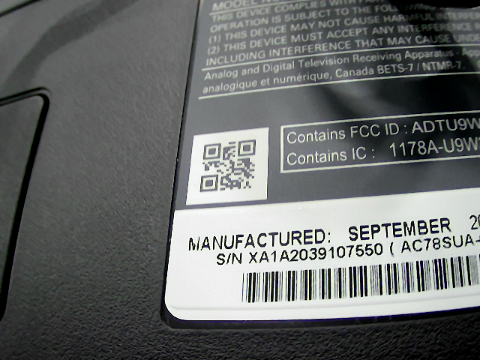 THIS DEVICE COMPLIES WITH
OPERATION IS SUBJECT TO THE FOLLOWING
(1) THIS DEVICE MAY NOT CAUSE HARMFUL
(2) THIS DEVICE MUST ACCEPT ANY INTERFERENCE
INCLUDING INTERFERENCE THAT MAY CAUSE
Analog and Digital Television Receiving Apparatus
analogique et numérique, Canada BETS-7 / NTMR-7.
Contains FCC ID : ADTU9W
Contains IC : 1178A-U9W
MANUFACTURED: SEPTEMBER 20
S/N XA1A2039107550 ( AC78SUA-